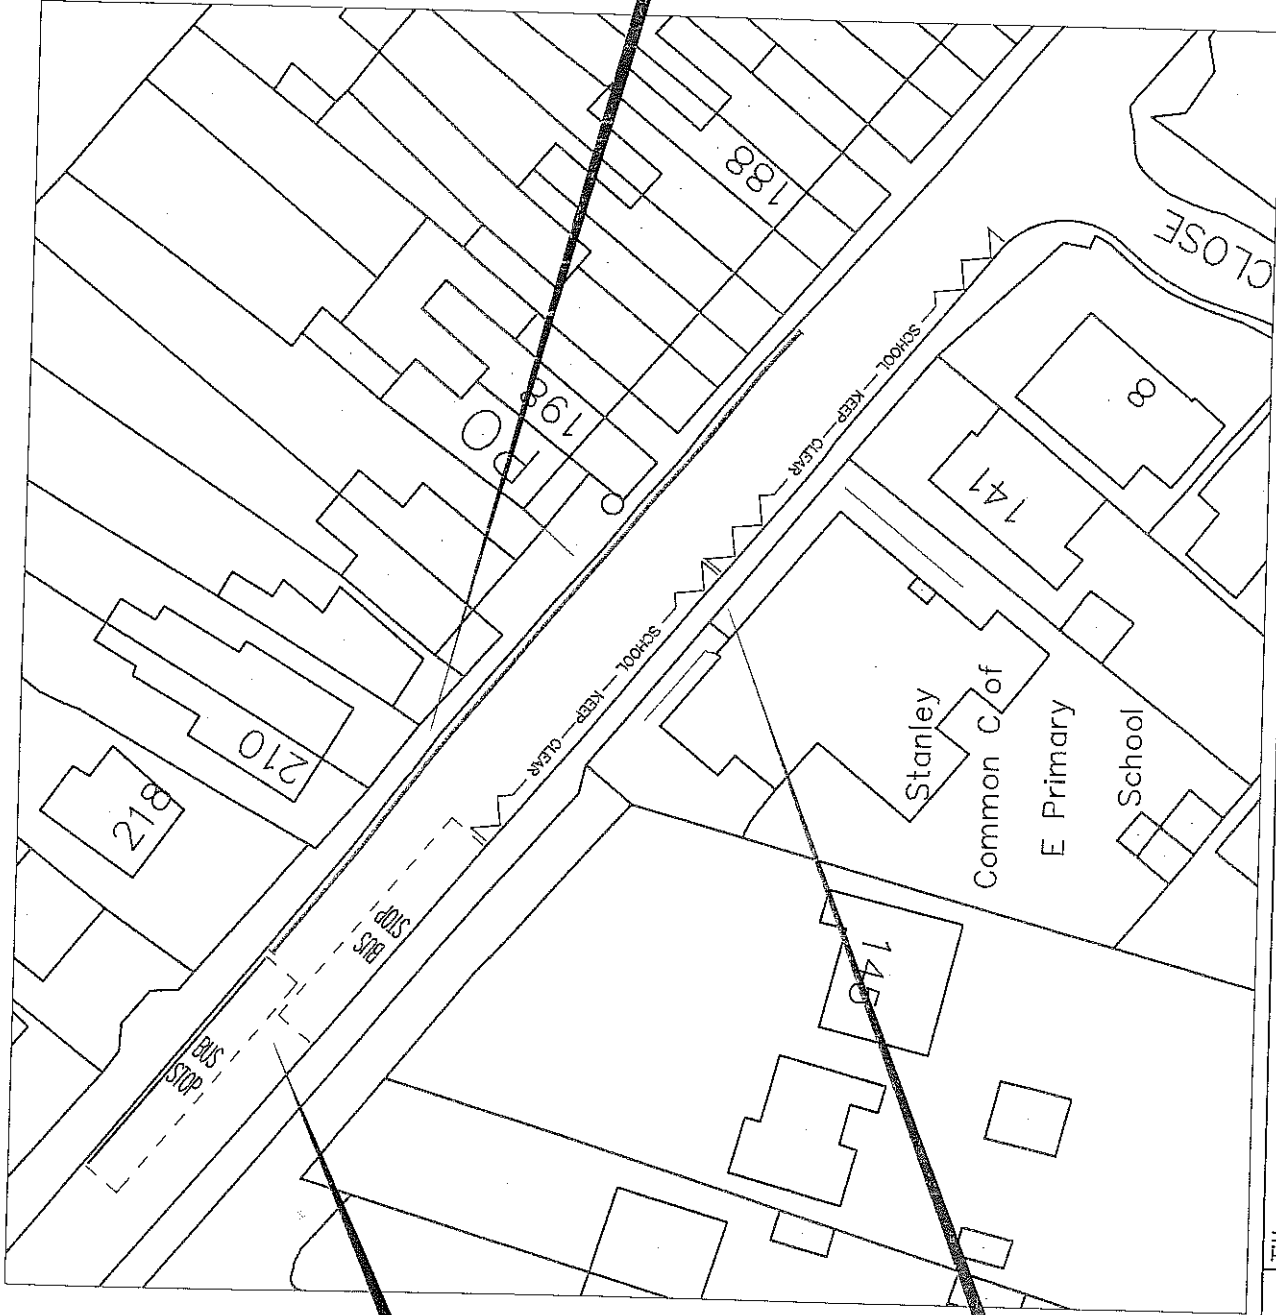 188
CLOSE
198
8
SCHOOL — KEEP — CLEAR
141
SCHOOL — KEEP — CLEAR
210
218
Stanley
Common C of
E Primary
School
BUS
STOP
145
BUS
STOP